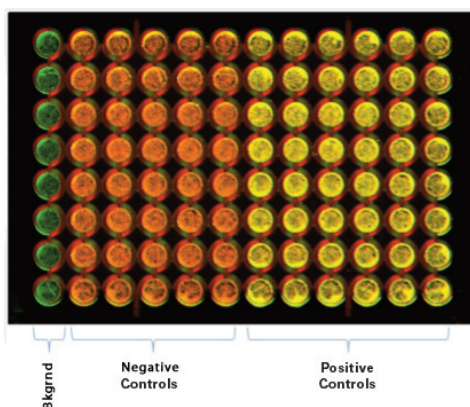 Bkgrnd
Negative
Controls
Positive
Controls